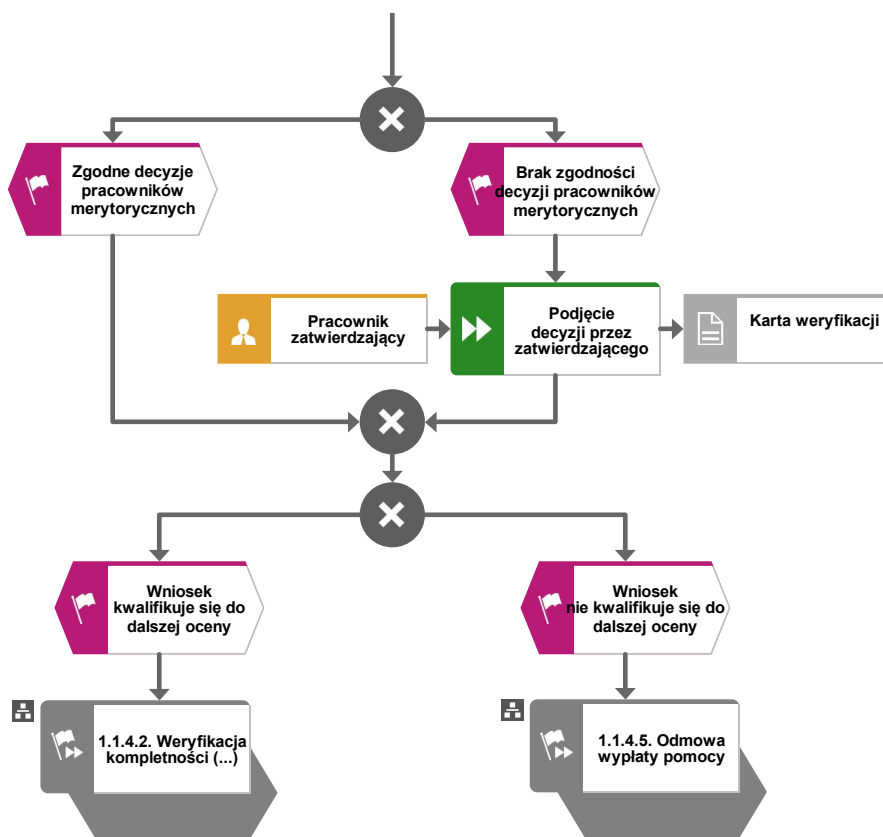 Zgodne decyzje
pracowników
merytorycznych
Brak zgodności
decyzji pracowników
merytorycznych
Pracownik
zatwierdzający
Podjęcie
decyzji przez
zatwierdzającego
Karta weryfikacji
Wniosek
kwalifikuje się do
dalszej oceny
Wniosek
nie kwalifikuje się do
dalszej oceny
1.1.4.2. Weryfikacja
kompletności (...)
1.1.4.5. Odmowa
wypłaty pomocy